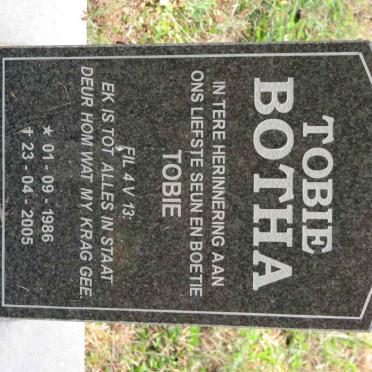 TOBIE
BOTHA
IN TERE HERINNERING AAN
ONS LIEFSTE SEUN EN BOETIE
TOBIE
FIL 4 V 13:
EK IS TOT ALLES IN STAAT
DEUR HOM WAT MY KRAG GEE.
★ 01 - 09 - 1986
✝ 23 - 04 - 2005